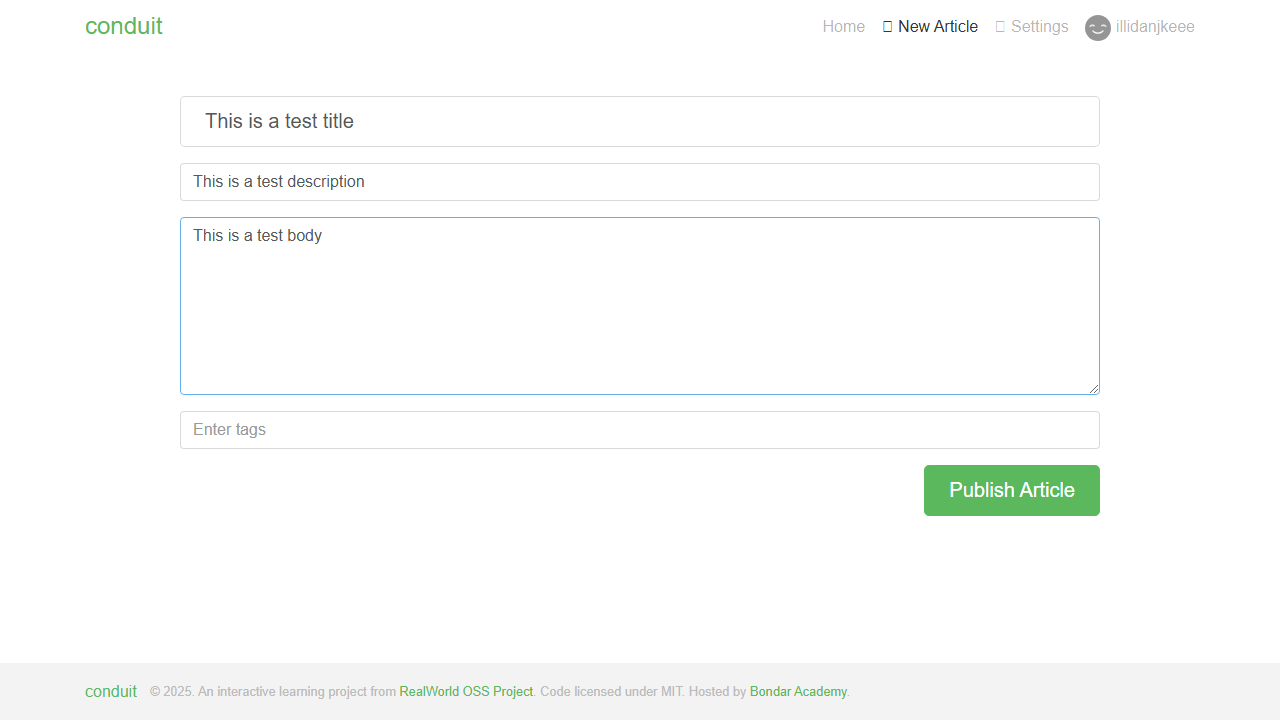 conduit
Home New Article Settings illidanjkeee
This is a test title
This is a test description
This is a test body
Enter tags
Publish Article
conduit © 2025. An interactive learning project from RealWorld OSS Project. Code licensed under MIT. Hosted by Bondar Academy.